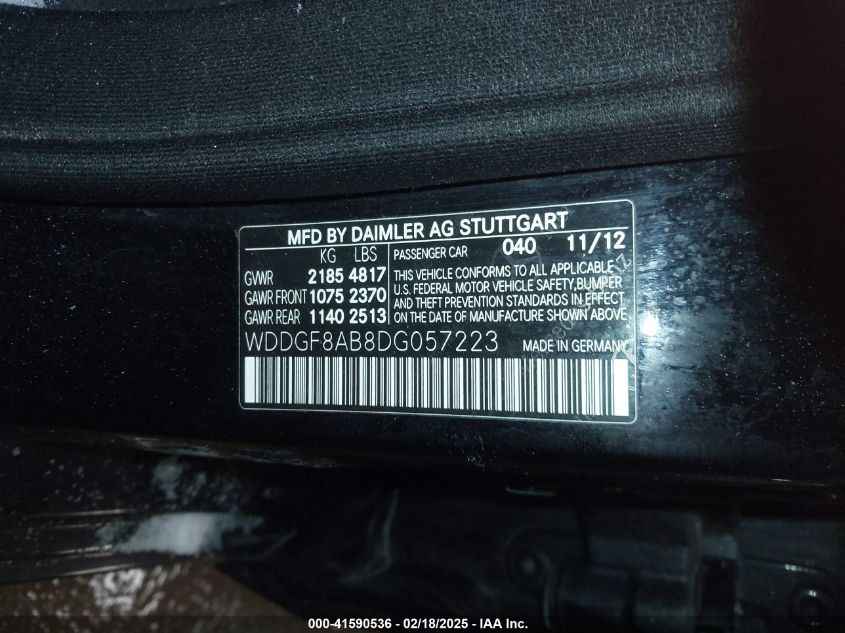 MFD BY DAIMLER AG STUTTGART
KG LBS
GVWR 2185 4817
GAWR FRONT 1075 2370
GAWR REAR 1140 2513
PASSENGER CAR 040 11/12
THIS VEHICLE CONFORMS TO ALL APPLICABLE
U.S. FEDERAL MOTOR VEHICLE SAFETY, BUMPER
AND THEFT PREVENTION STANDARDS IN EFFECT
ON THE DATE OF MANUFACTURE SHOWN ABOVE
WDDGF8AB8DG057223 MADE IN GERMANY
000-41590536 - 02/18/2025 - IAA Inc.